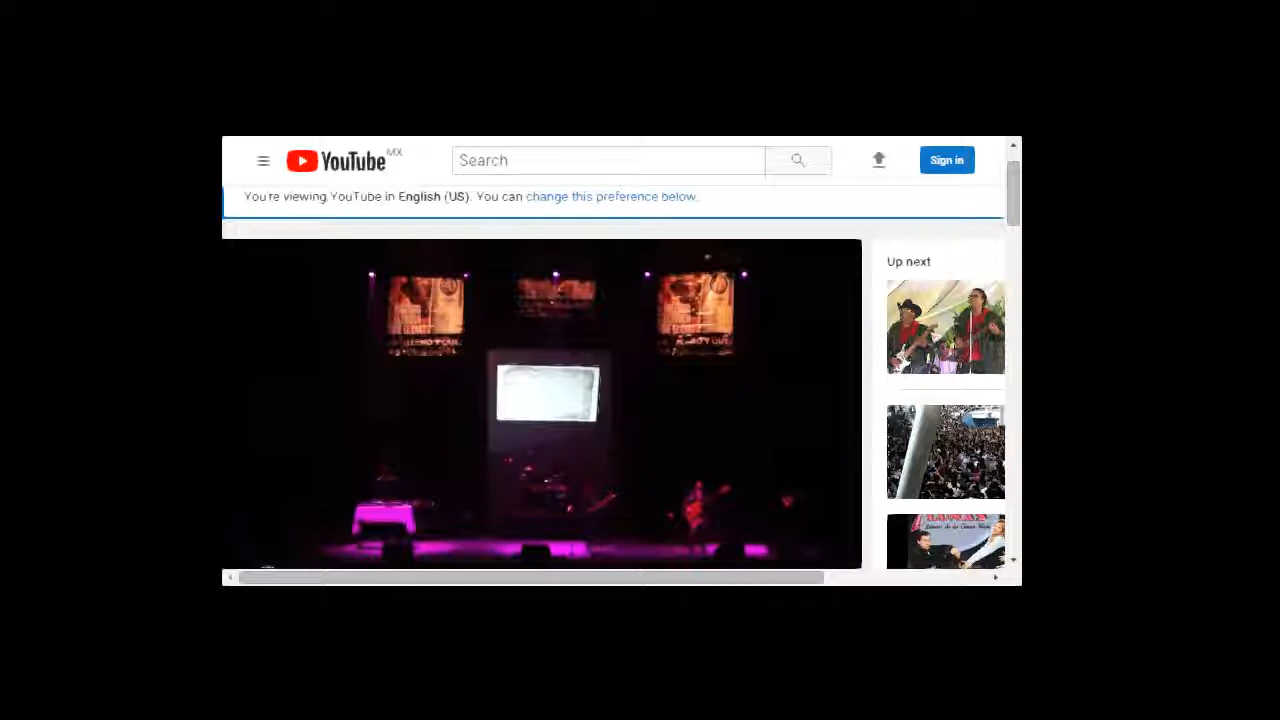 YouTube MX
Search
Sign in
You're viewing YouTube in English (US). You can change this preference below.
Up next